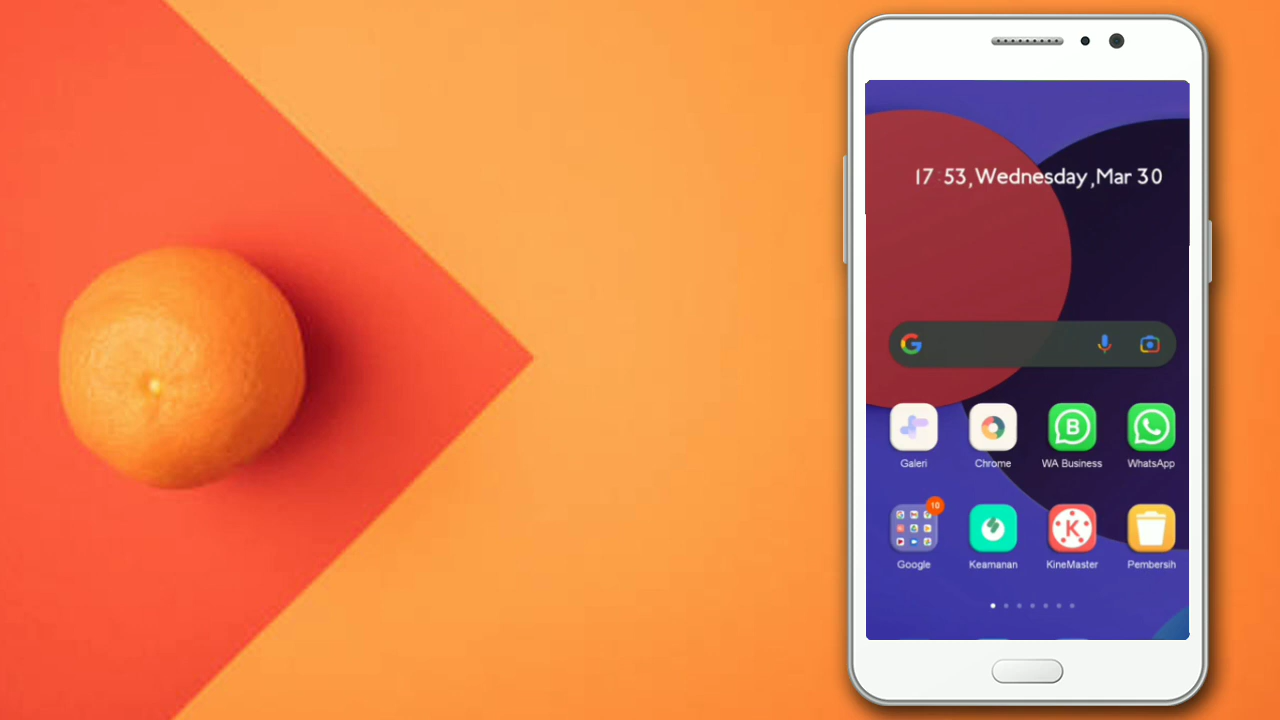 17 53,Wednesday ,Mar 30
Galeri Chrome WA Business WhatsApp
10
Google Keamanan KineMaster Pembersih